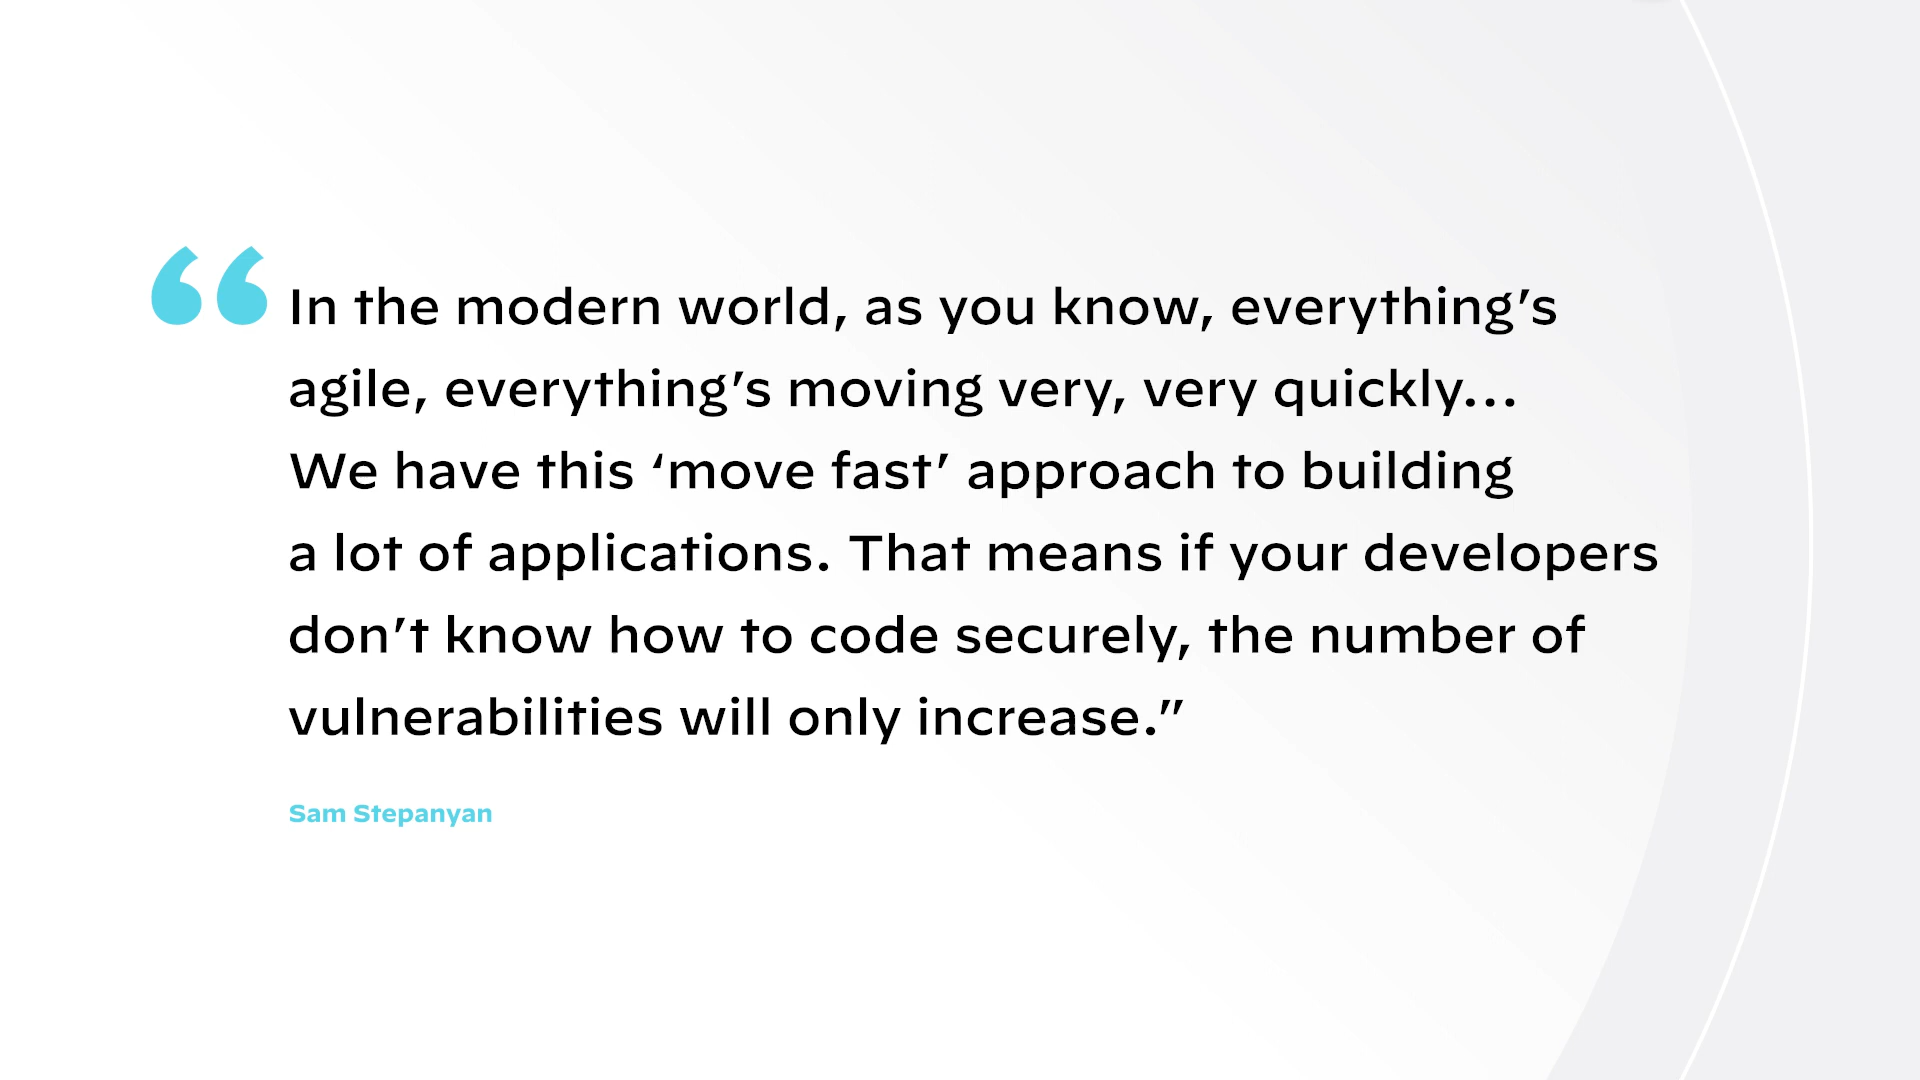 “In the modern world, as you know, everything’s
agile, everything’s moving very, very quickly...
We have this ‘move fast’ approach to building
a lot of applications. That means if your developers
don’t know how to code securely, the number of
vulnerabilities will only increase.”
Sam Stepanyan